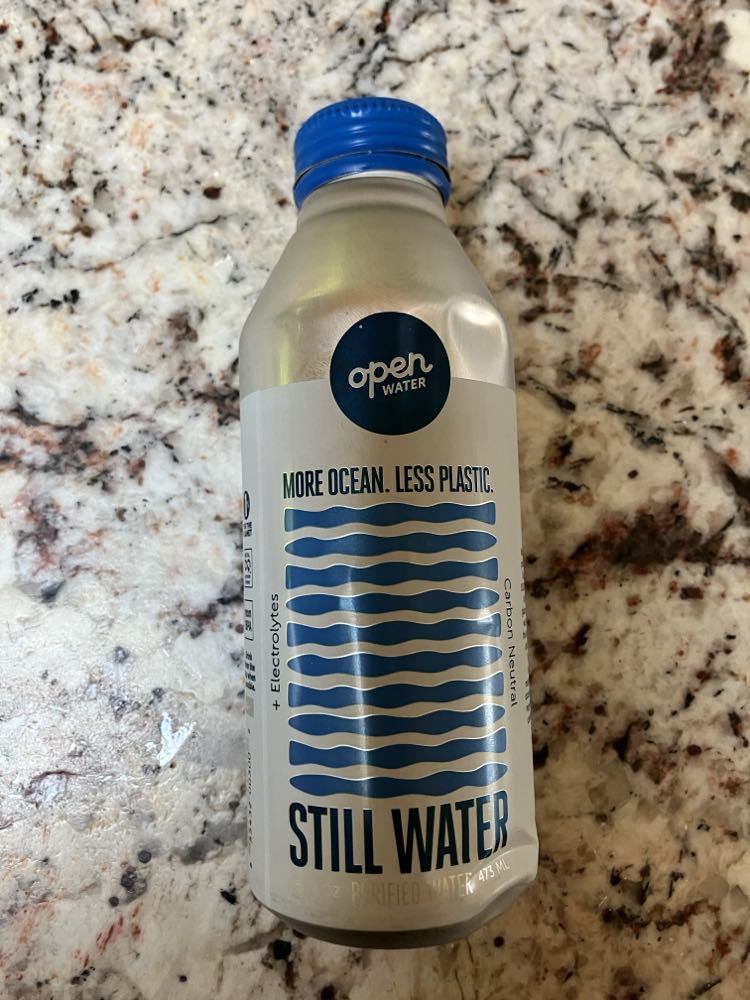 open
WATER
MORE OCEAN. LESS PLASTIC.
+ Electrolytes
Carbon Neutral
STILL WATER
PURIFIED WATER 473 ML